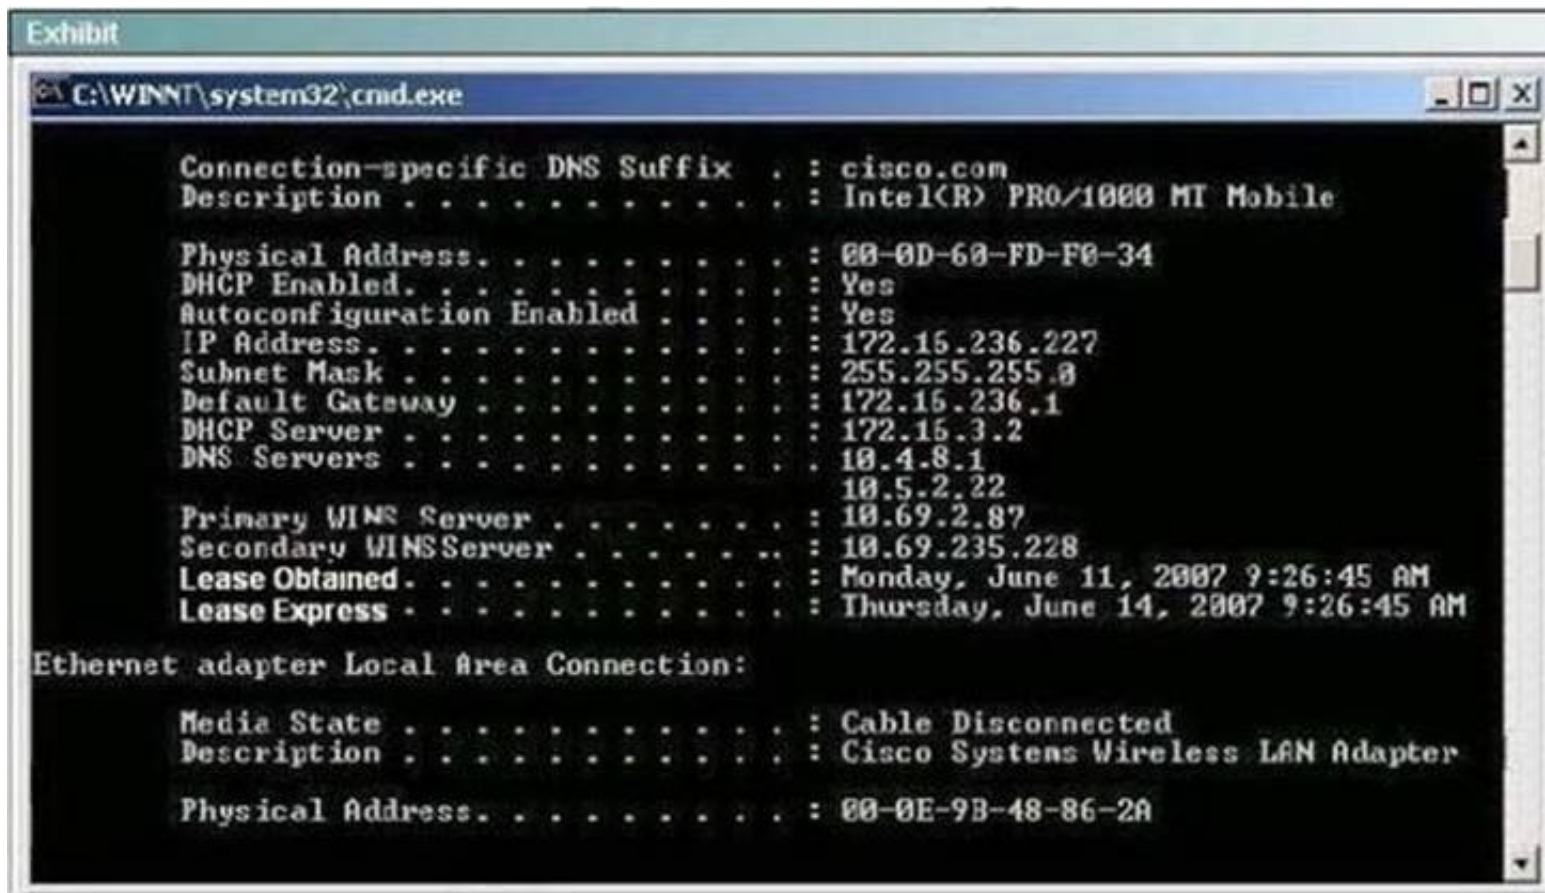 Exhibit
C:\WINNT\system32\cmd.exe
Connection-specific DNS Suffix . : cisco.com
Description . . . . . . . . . . . : Intel(R) PRO/1000 MT Mobile
Physical Address. . . . . . . . . : 00-0D-60-FD-F0-34
DHCP Enabled. . . . . . . . . . . : Yes
Autoconfiguration Enabled . . . . : Yes
IP Address. . . . . . . . . . . . : 172.16.236.227
Subnet Mask . . . . . . . . . . . : 255.255.255.0
Default Gateway . . . . . . . . . : 172.16.236.1
DHCP Server . . . . . . . . . . . : 172.16.3.2
DNS Servers . . . . . . . . . . . . 10.4.8.1
10.5.2.22
Primary WINS Server . . . . . . . : 10.69.2.87
Secondary WINSServer . . . . . .. : 10.69.235.228
Lease Obtained. . . . . . . . . . . : Monday, June 11, 2007 9:26:45 AM
Lease Express . . . . . . . . . . . : Thursday, June 14, 2007 9:26:45 AM
Ethernet adapter Local Area Connection:
Media State . . . . . . . . . . . : Cable Disconnected
Description . . . . . . . . . . . : Cisco Systems Wireless LAN Adapter
Physical Address. . . . . . . . . : 00-0E-9B-48-86-2A